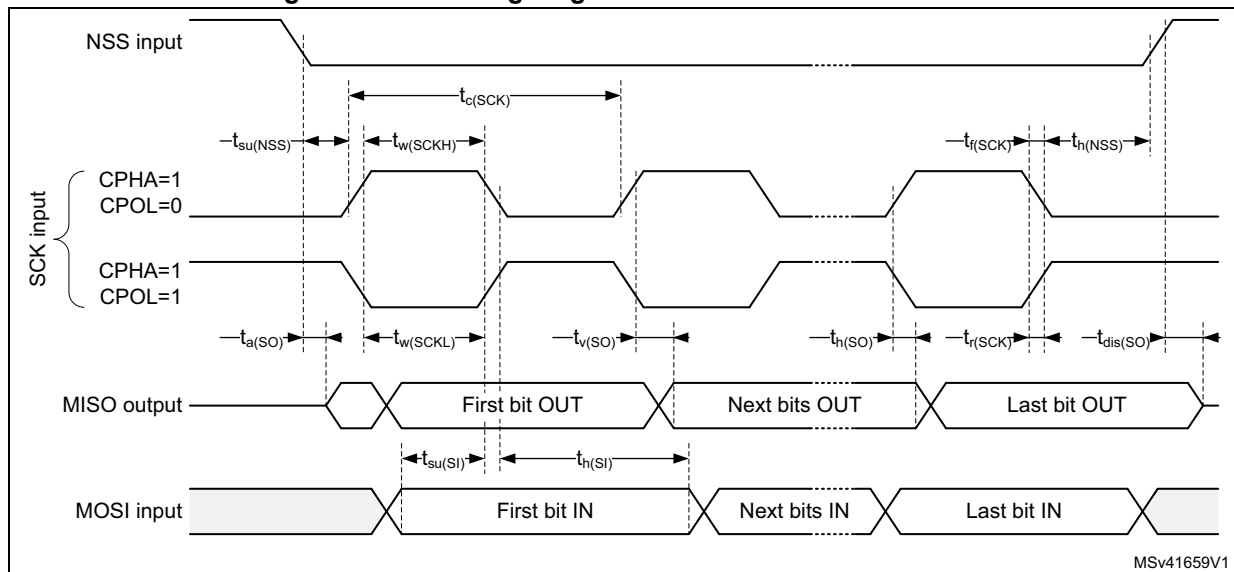 NSS input
tc(SCK)
tsu(NSS)
tw(SCKH)
tf(SCK)
th(NSS)
SCK input
CPHA=1
CPOL=0
CPHA=1
CPOL=1
ta(SO)
tw(SCKL)
tv(SO)
th(SO)
tr(SCK)
tdis(SO)
MISO output
First bit OUT
Next bits OUT
Last bit OUT
tsu(SI)
th(SI)
MOSI input
First bit IN
Next bits IN
Last bit IN
MSv41659V1